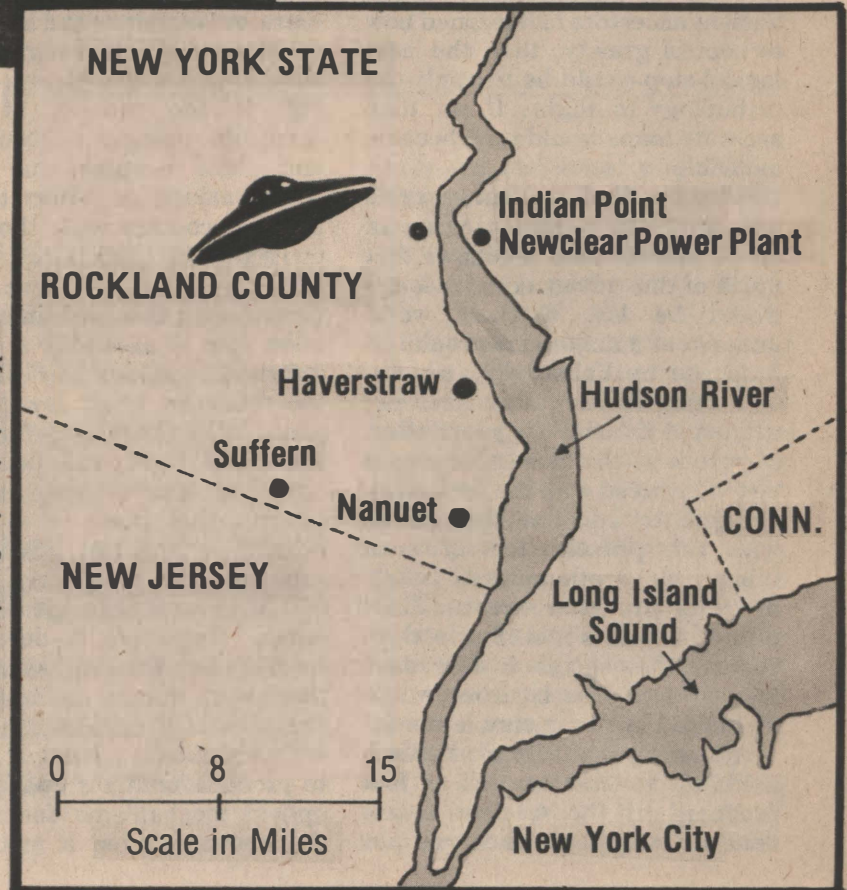 NEW YORK STATE
Indian Point
Newclear Power Plant
ROCKLAND COUNTY
Haverstraw
Hudson River
Suffern
Nanuet
CONN.
NEW JERSEY
Long Island
Sound
0 8 15
Scale in Miles
New York City